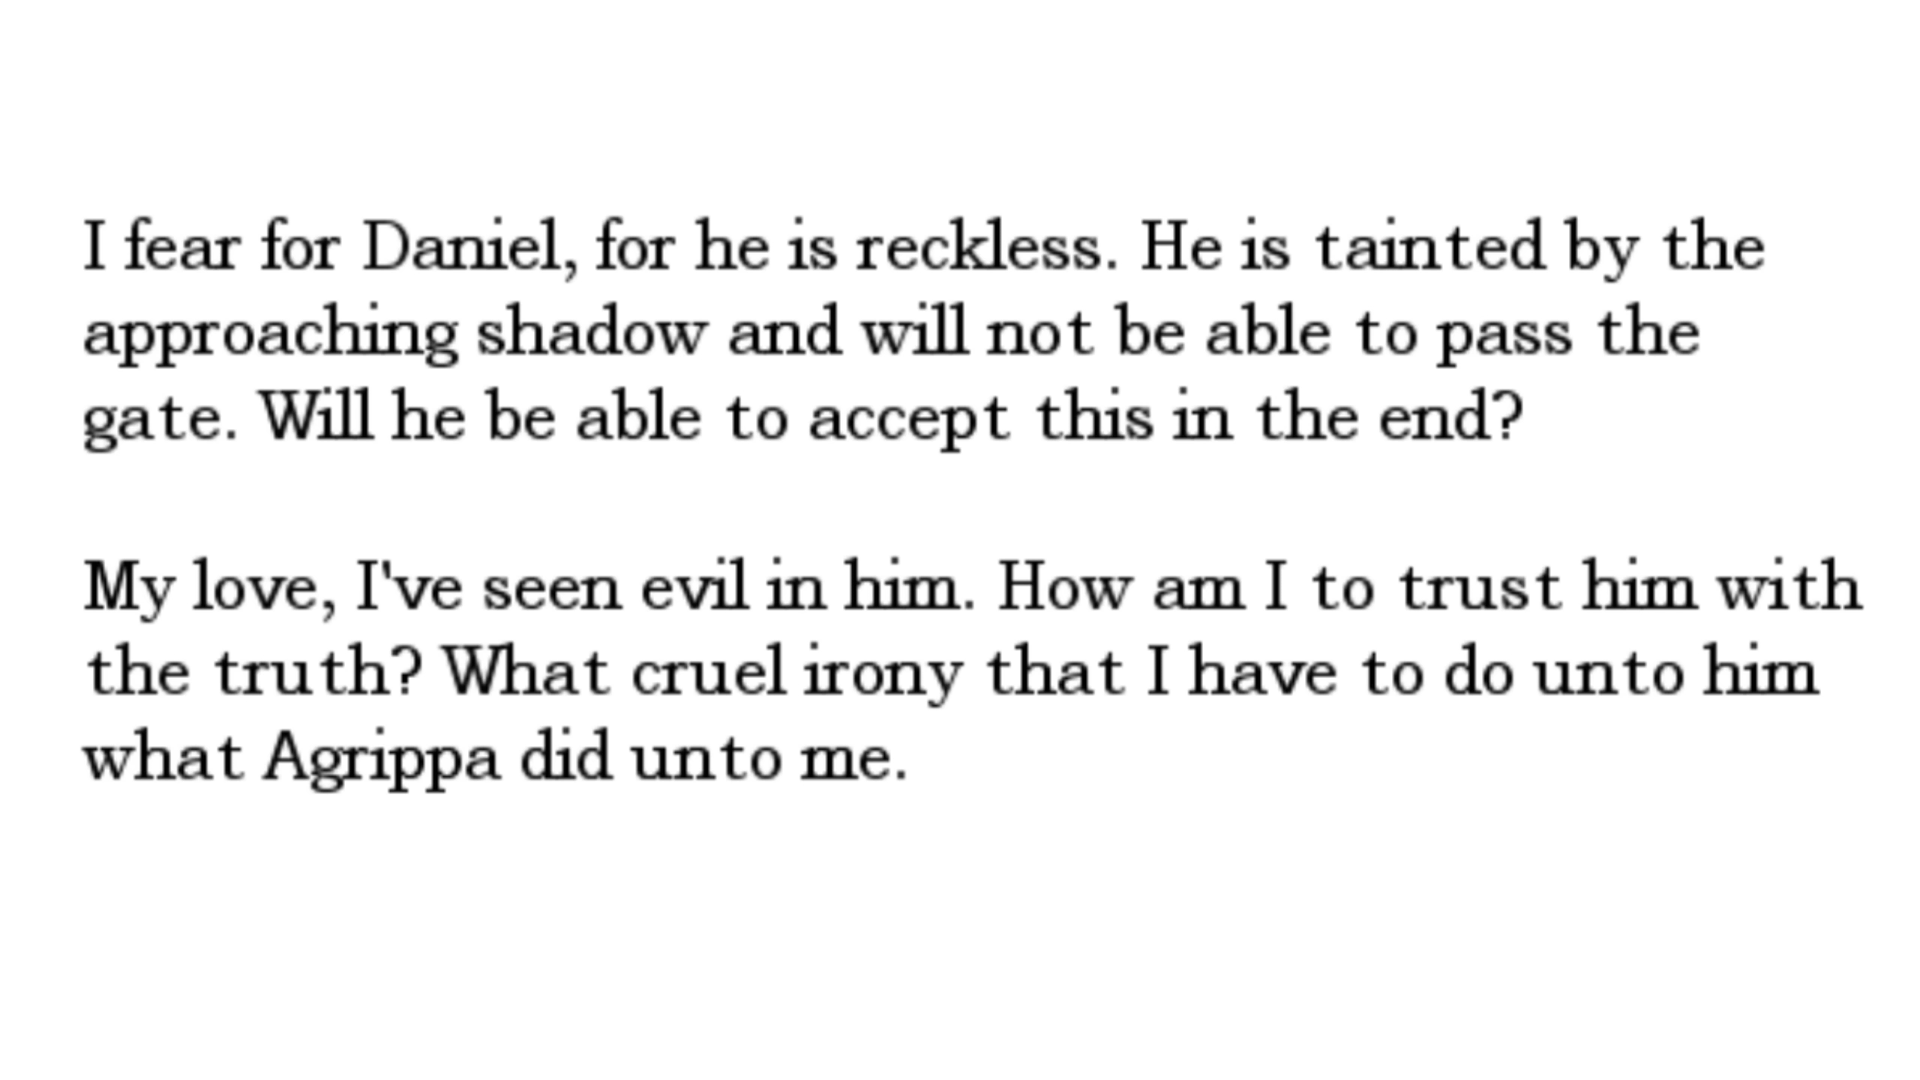 I fear for Daniel, for he is reckless. He is tainted by the
approaching shadow and will not be able to pass the
gate. Will he be able to accept this in the end?
My love, I've seen evil in him. How am I to trust him with
the truth? What cruel irony that I have to do unto him
what Agrippa did unto me.